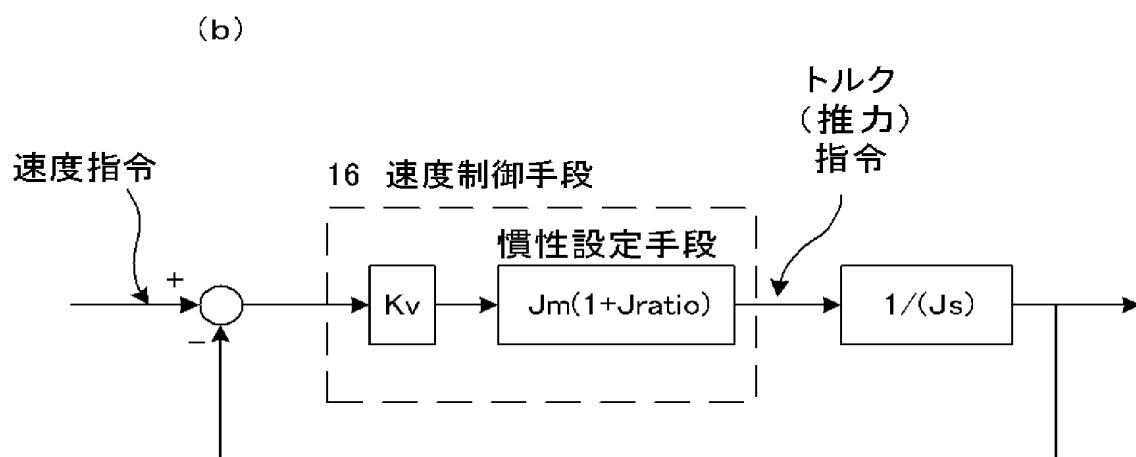 (b)
トルク
(推力)
指令
速度指令
16 速度制御手段
慣性設定手段
+
Kv
Jm(1+Jratio)
1/(Js)
−